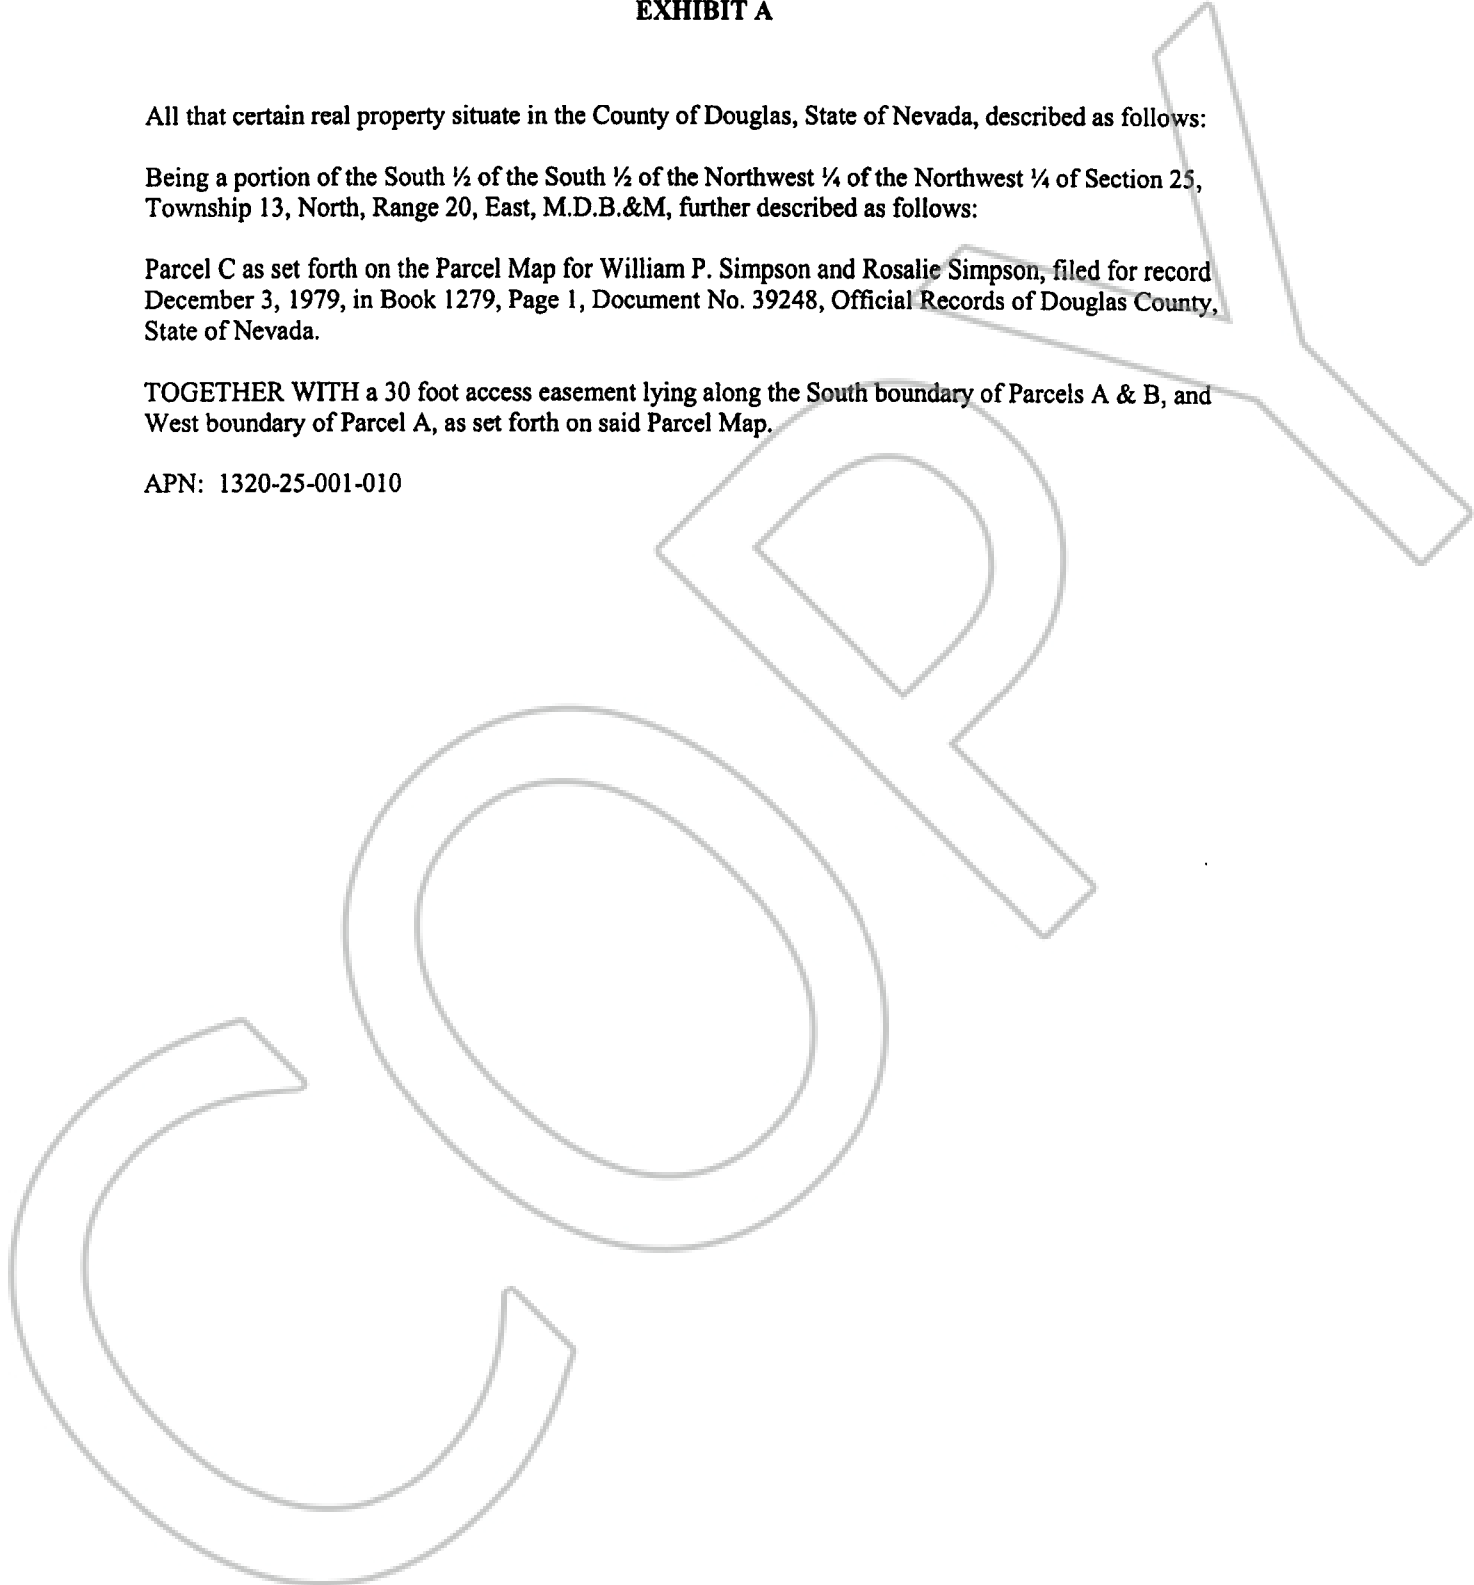 EXHIBIT A
All that certain real property situate in the County of Douglas, State of Nevada, described as follows:
Being a portion of the South ½ of the South ½ of the Northwest ¼ of the Northwest ¼ of Section 25,
Township 13, North, Range 20, East, M.D.B.&M, further described as follows:
Parcel C as set forth on the Parcel Map for William P. Simpson and Rosalie Simpson, filed for record
December 3, 1979, in Book 1279, Page 1, Document No. 39248, Official Records of Douglas County,
State of Nevada.
TOGETHER WITH a 30 foot access easement lying along the South boundary of Parcels A & B, and
West boundary of Parcel A, as set forth on said Parcel Map.
APN: 1320-25-001-010
COPY